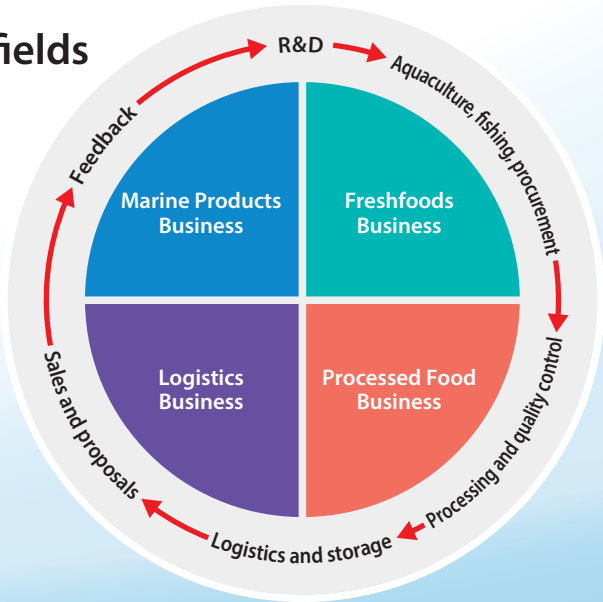 fields
R&D
Aquaculture, fishing, procurement
Processing and quality control
Logistics and storage
Sales and proposals
Feedback
Marine Products
Business
Freshfoods
Business
Logistics
Business
Processed Food
Business